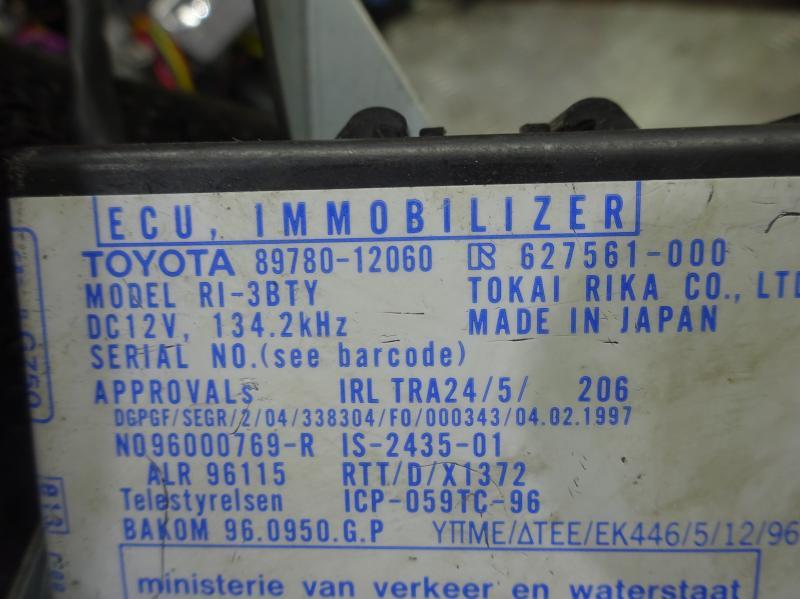 ECU, IMMOBILIZER
TOYOTA 89780-12060 R 627561-000
MODEL RI-3BTY TOKAI RIKA CO., LTD
DC12V, 134.2kHz MADE IN JAPAN
SERIAL NO.(see barcode)
APPROVALS IRL TRA24/5/ 206
DGPGF/SEGR/2/04/338304/FO/000343/04.02.1997
NO96000769-R IS-2435-01
ALR 96115 RTT/D/X1372
Telestyrelsen ICP-059TC-96
BAKOM 96.0950.G.P ΥΠΜΕ/ΔΤΕΕ/ΕΚ446/5/12/96
ministerie van verkeer en waterstaat